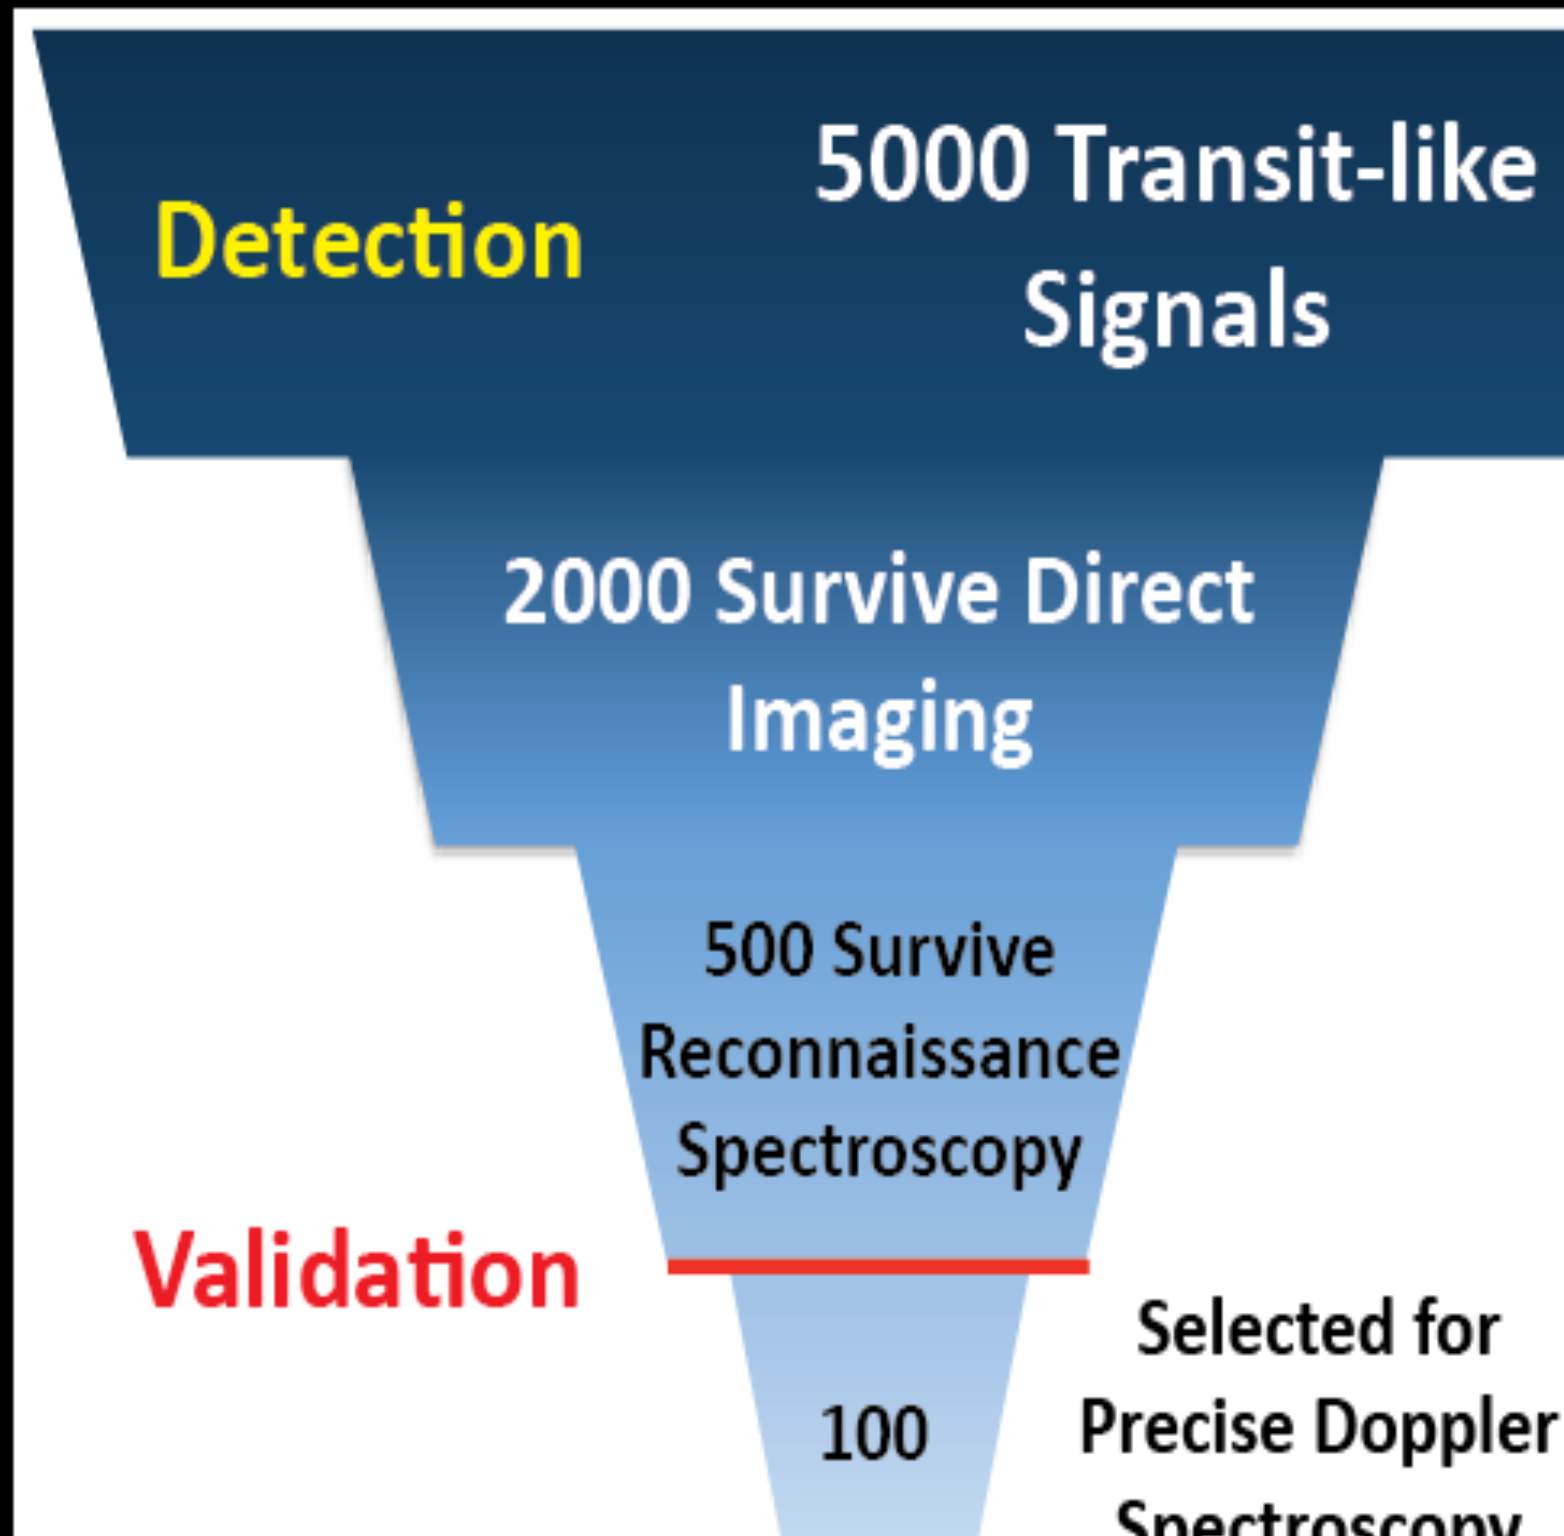 Detection
5000 Transit-like
Signals
2000 Survive Direct
Imaging
500 Survive
Reconnaissance
Spectroscopy
Validation
100
Selected for
Precise Doppler
Spectroscopy